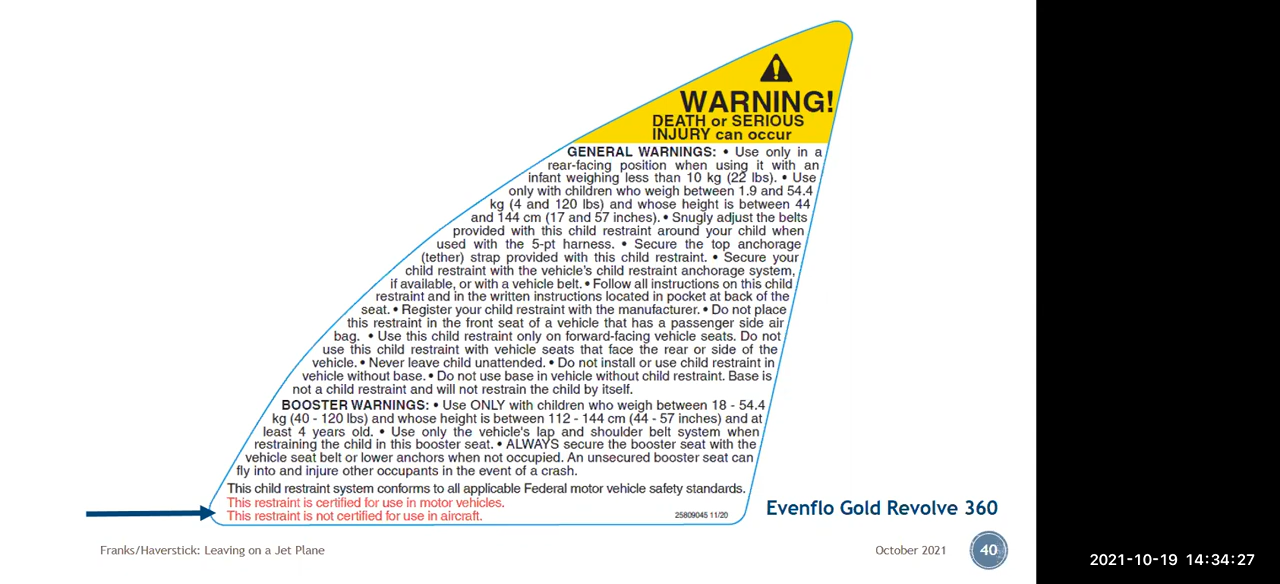 WARNING!
DEATH or SERIOUS
INJURY can occur
GENERAL WARNINGS: • Use only in a
rear-facing position when using it with an
infant weighing less than 10 kg (22 lbs). • Use
only with children who weigh between 1.9 and 54.4
kg (4 and 120 lbs) and whose height is between 44
and 144 cm (17 and 57 inches). • Snugly adjust the belts
provided with this child restraint around your child when
used with the 5-pt harness. • Secure the top anchorage
(tether) strap provided with this child restraint. • Secure your
child restraint with the vehicle's child restraint anchorage system,
if available, or with a vehicle belt. • Follow all instructions on this child
restraint and in the written instructions located in pocket at back of the
seat. • Register your child restraint with the manufacturer. • Do not place
this restraint in the front seat of a vehicle that has a passenger side air
bag. • Use this child restraint only on forward-facing vehicle seats. Do not
use this child restraint with vehicle seats that face the rear or side of the
vehicle. • Never leave child unattended. • Do not install or use child restraint in
vehicle without base. • Do not use base in vehicle without child restraint. Base is
not a child restraint and will not restrain the child by itself.
BOOSTER WARNINGS: • Use ONLY with children who weigh between 18 - 54.4
kg (40 - 120 lbs) and whose height is between 112 - 144 cm (44 - 57 inches) and at
least 4 years old. • Use only the vehicle's lap and shoulder belt system when
restraining the child in this booster seat. • ALWAYS secure the booster seat with the
vehicle seat belt or lower anchors when not occupied. An unsecured booster seat can
fly into and injure other occupants in the event of a crash.
This child restraint system conforms to all applicable Federal motor vehicle safety standards.
This restraint is certified for use in motor vehicles.
This restraint is not certified for use in aircraft.
25809045 11/20
Evenflo Gold Revolve 360
Franks/Haverstick: Leaving on a Jet Plane
October 2021
40
2021-10-19 14:34:27